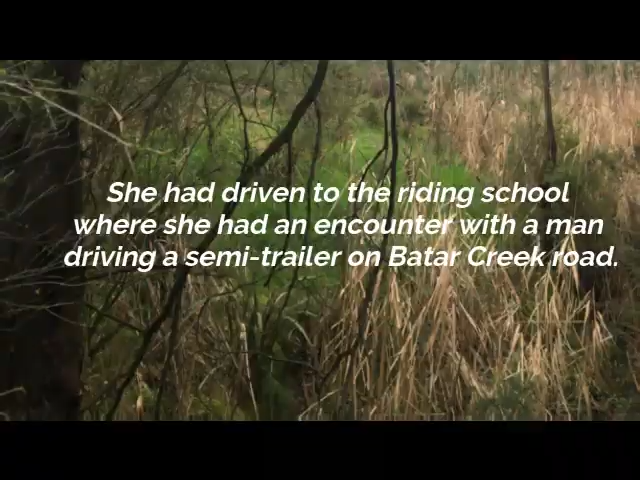 She had driven to the riding school
where she had an encounter with a man
driving a semi-trailer on Batar Creek road.